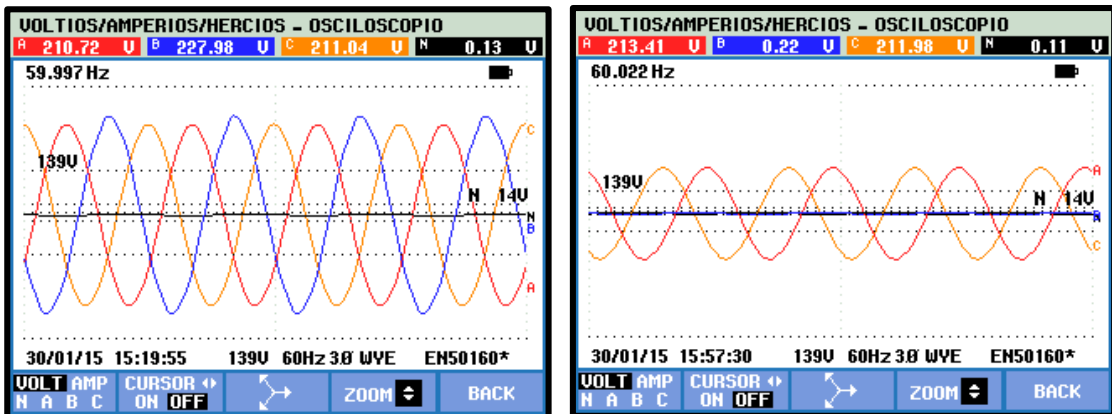 VOLTIOS/AMPERIOS/HERCIOS - OSCILOSCOPIO
A 210.72 V B 227.98 V C 211.04 V N 0.13 V
59.997 Hz
C
139V
N 14V
N
B
A
30/01/15 15:19:55 139V 60Hz 3Ø WYE EN50160*
VOLT AMP CURSOR
N A B C ON OFF ZOOM BACK
VOLTIOS/AMPERIOS/HERCIOS - OSCILOSCOPIO
A 213.41 V B 0.22 V C 211.98 V N 0.11 V
60.022 Hz
A
139V
N 14V
C
30/01/15 15:57:30 139V 60Hz 3Ø WYE EN50160*
VOLT AMP CURSOR
N A B C ON OFF ZOOM BACK